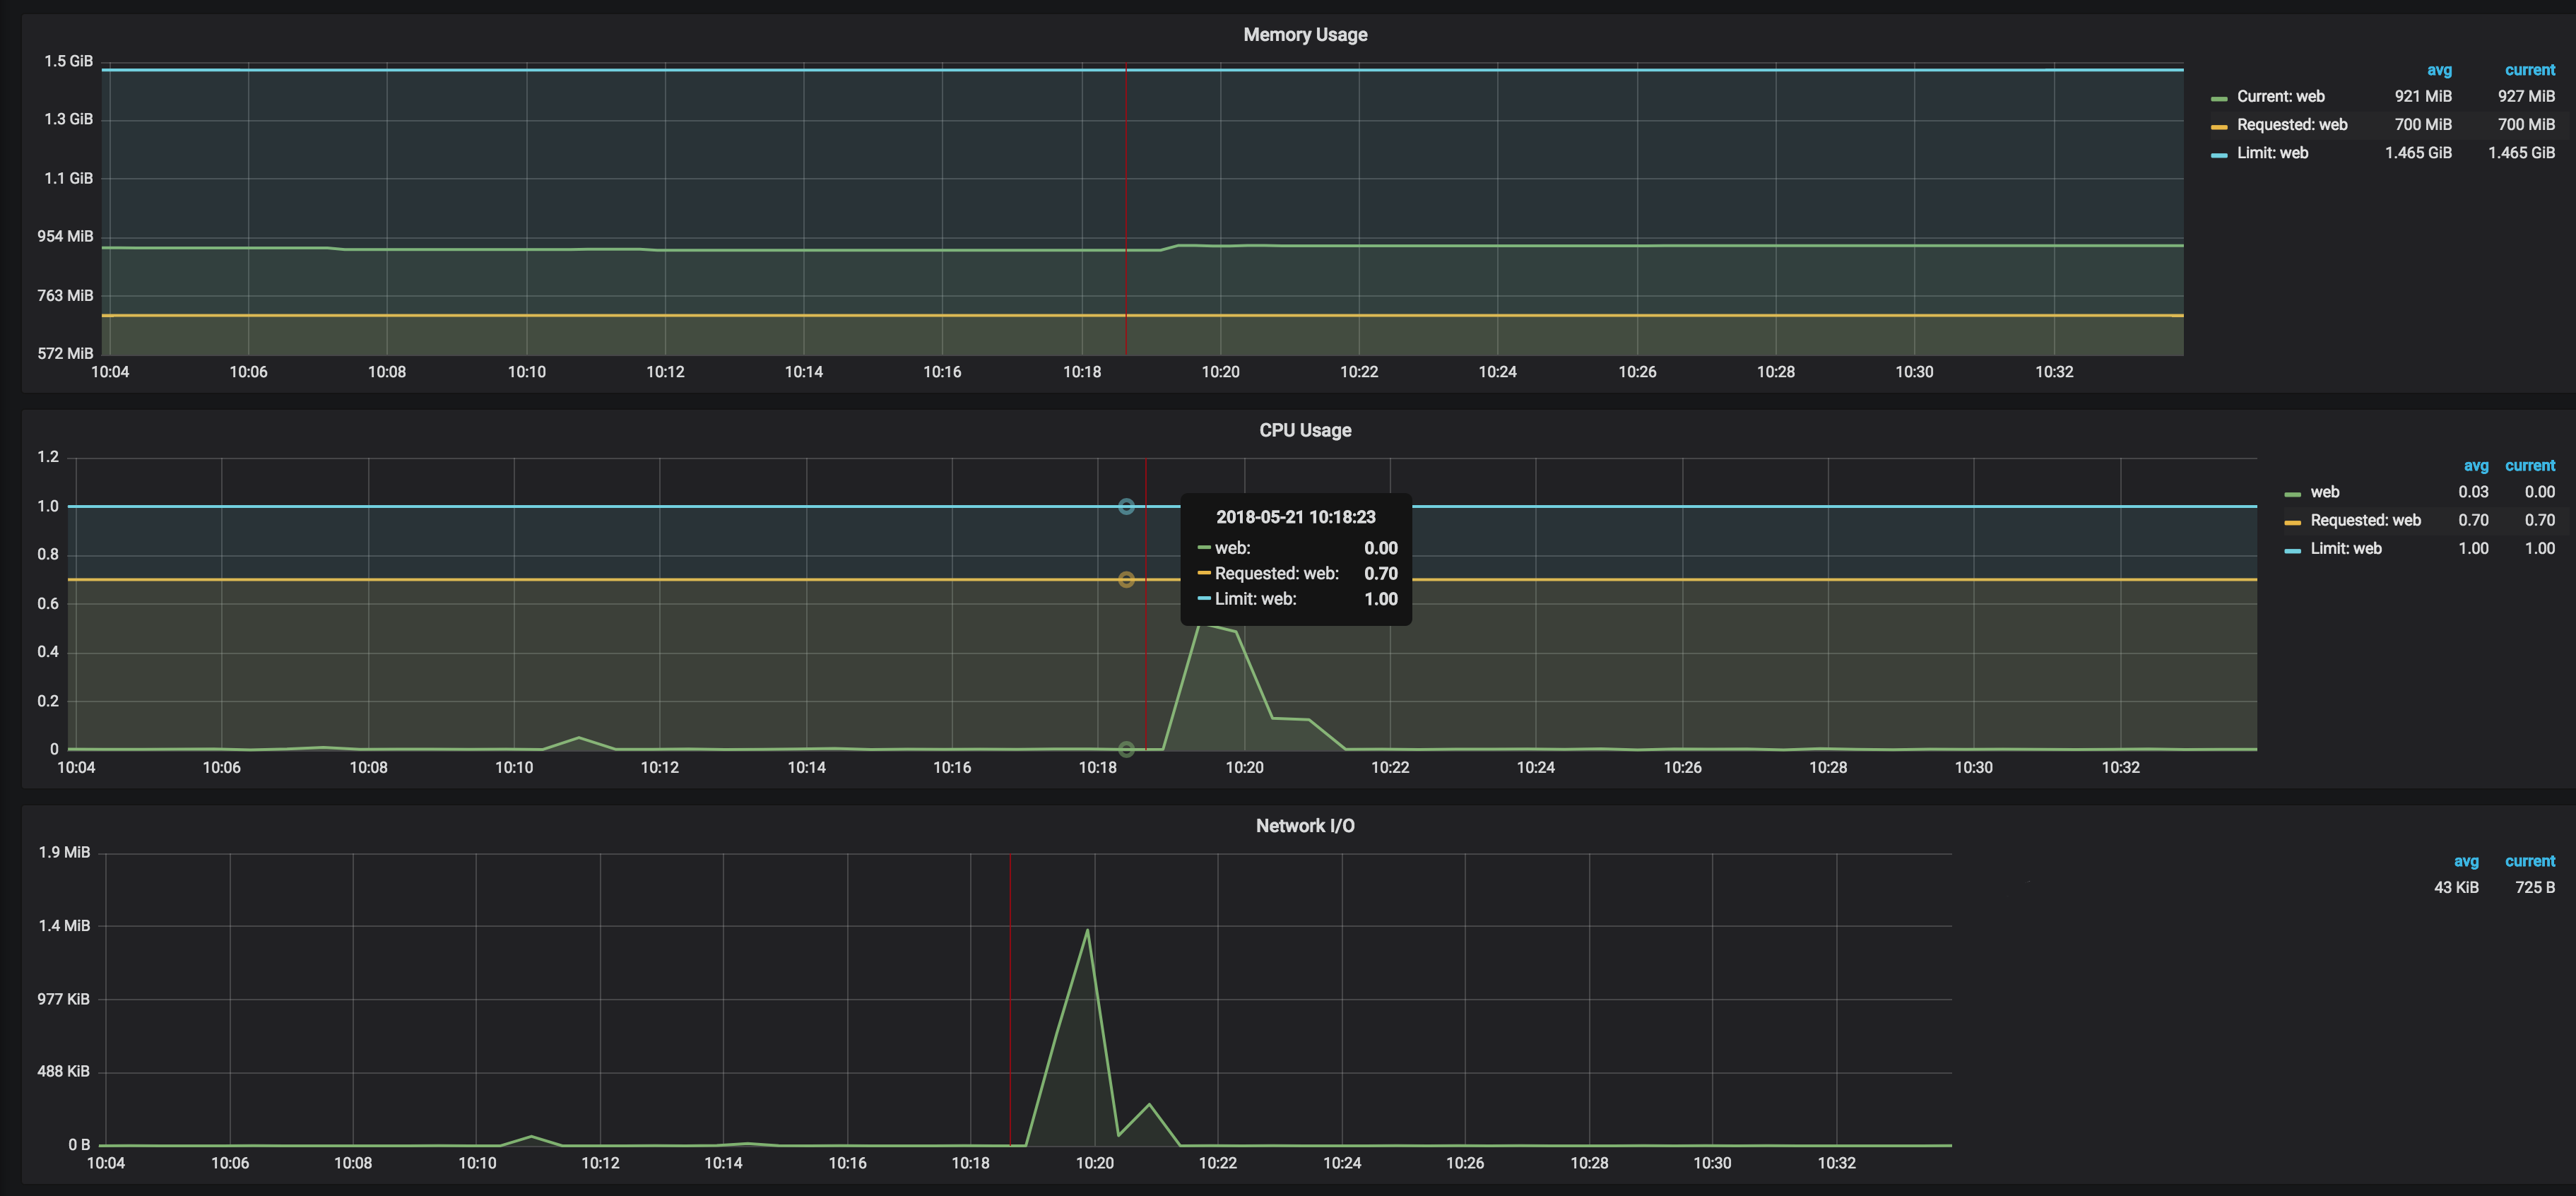 Memory Usage
1.5 GiB
1.3 GiB
1.1 GiB
954 MiB
763 MiB
572 MiB
10:04 10:06 10:08 10:10 10:12 10:14 10:16 10:18 10:20 10:22 10:24 10:26 10:28 10:30 10:32
avg current
Current: web 921 MiB 927 MiB
Requested: web 700 MiB 700 MiB
Limit: web 1.465 GiB 1.465 GiB
CPU Usage
1.2
1.0
0.8
0.6
0.4
0.2
0
10:04 10:06 10:08 10:10 10:12 10:14 10:16 10:18 10:20 10:22 10:24 10:26 10:28 10:30 10:32
2018-05-21 10:18:23
web: 0.00
Requested: web: 0.70
Limit: web: 1.00
avg current
web 0.03 0.00
Requested: web 0.70 0.70
Limit: web 1.00 1.00
Network I/O
1.9 MiB
1.4 MiB
977 KiB
488 KiB
0 B
10:04 10:06 10:08 10:10 10:12 10:14 10:16 10:18 10:20 10:22 10:24 10:26 10:28 10:30 10:32
avg current
43 KiB 725 B